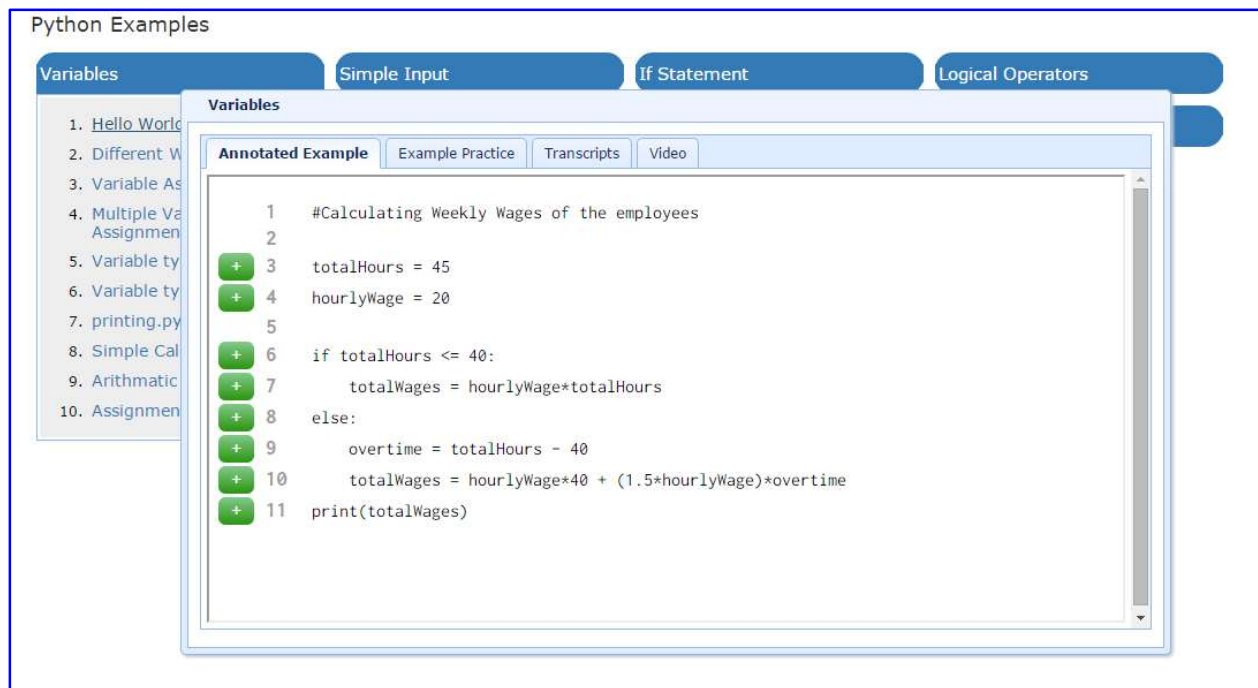 Python Examples
Variables
Simple Input
If Statement
Logical Operators
1. Hello World
2. Different W
3. Variable As
4. Multiple Va
Assignmen
5. Variable ty
6. Variable ty
7. printing.py
8. Simple Cal
9. Arithmatic
10. Assignmen
Variables
Annotated Example
Example Practice
Transcripts
Video
1 #Calculating Weekly Wages of the employees
2
+ 3 totalHours = 45
+ 4 hourlyWage = 20
5
+ 6 if totalHours <= 40:
+ 7 totalWages = hourlyWage*totalHours
+ 8 else:
+ 9 overtime = totalHours - 40
+ 10 totalWages = hourlyWage*40 + (1.5*hourlyWage)*overtime
+ 11 print(totalWages)